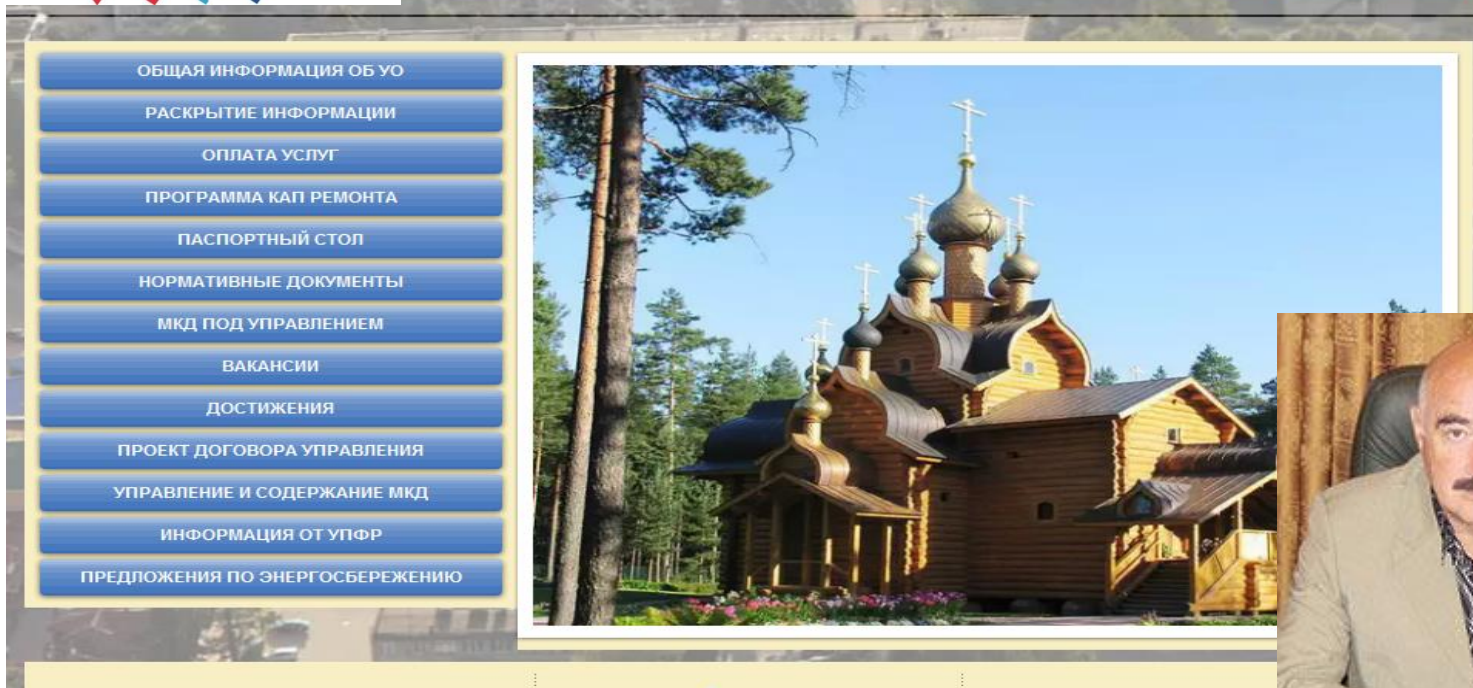 ОБЩАЯ ИНФОРМАЦИЯ ОБ УО
РАСКРЫТИЕ ИНФОРМАЦИИ
ОПЛАТА УСЛУГ
ПРОГРАММА КАП РЕМОНТА
ПАСПОРТНЫЙ СТОЛ
НОРМАТИВНЫЕ ДОКУМЕНТЫ
МКД ПОД УПРАВЛЕНИЕМ
ВАКАНСИИ
ДОСТИЖЕНИЯ
ПРОЕКТ ДОГОВОРА УПРАВЛЕНИЯ
УПРАВЛЕНИЕ И СОДЕРЖАНИЕ МКД
ИНФОРМАЦИЯ ОТ УПФР
ПРЕДЛОЖЕНИЯ ПО ЭНЕРГОСБЕРЕЖЕНИЮ